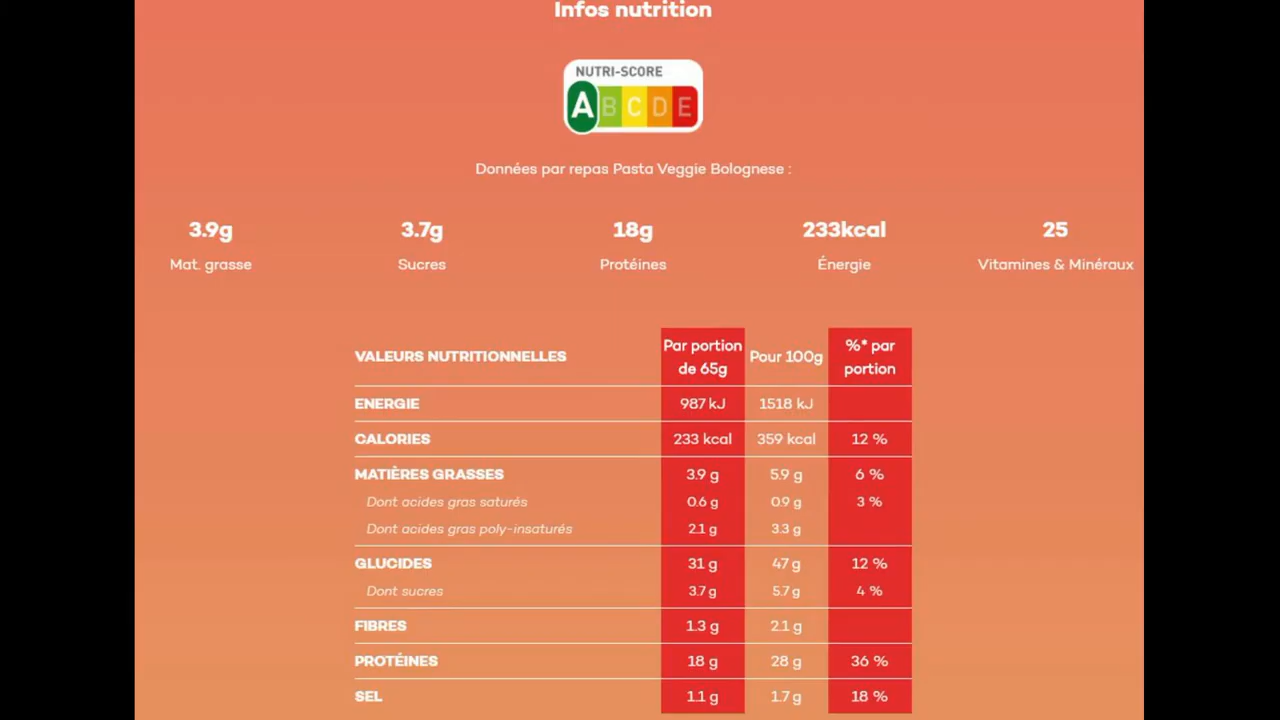 Infos nutrition
NUTRI-SCORE
A B C D E
Données par repas Pasta Veggie Bolognese :
3.9g 3.7g 18g 233kcal 25
Mat. grasse Sucres Protéines Énergie Vitamines & Minéraux
VALEURS NUTRITIONNELLES Par portion de 65g Pour 100g %* par portion
ENERGIE 987 kJ 1518 kJ
CALORIES 233 kcal 359 kcal 12 %
MATIÈRES GRASSES 3.9 g 5.9 g 6 %
Dont acides gras saturés 0.6 g 0.9 g 3 %
Dont acides gras poly-insaturés 2.1 g 3.3 g
GLUCIDES 31 g 47 g 12 %
Dont sucres 3.7 g 5.7 g 4 %
FIBRES 1.3 g 2.1 g
PROTÉINES 18 g 28 g 36 %
SEL 1.1 g 1.7 g 18 %